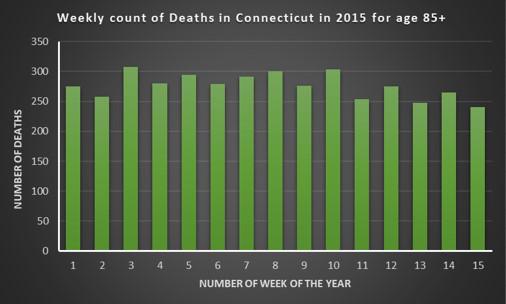 Weekly count of Deaths in Connecticut in 2015 for age 85+
350
300
250
200
150
100
50
0
NUMBER OF DEATHS
1 2 3 4 5 6 7 8 9 10 11 12 13 14 15
NUMBER OF WEEK OF THE YEAR